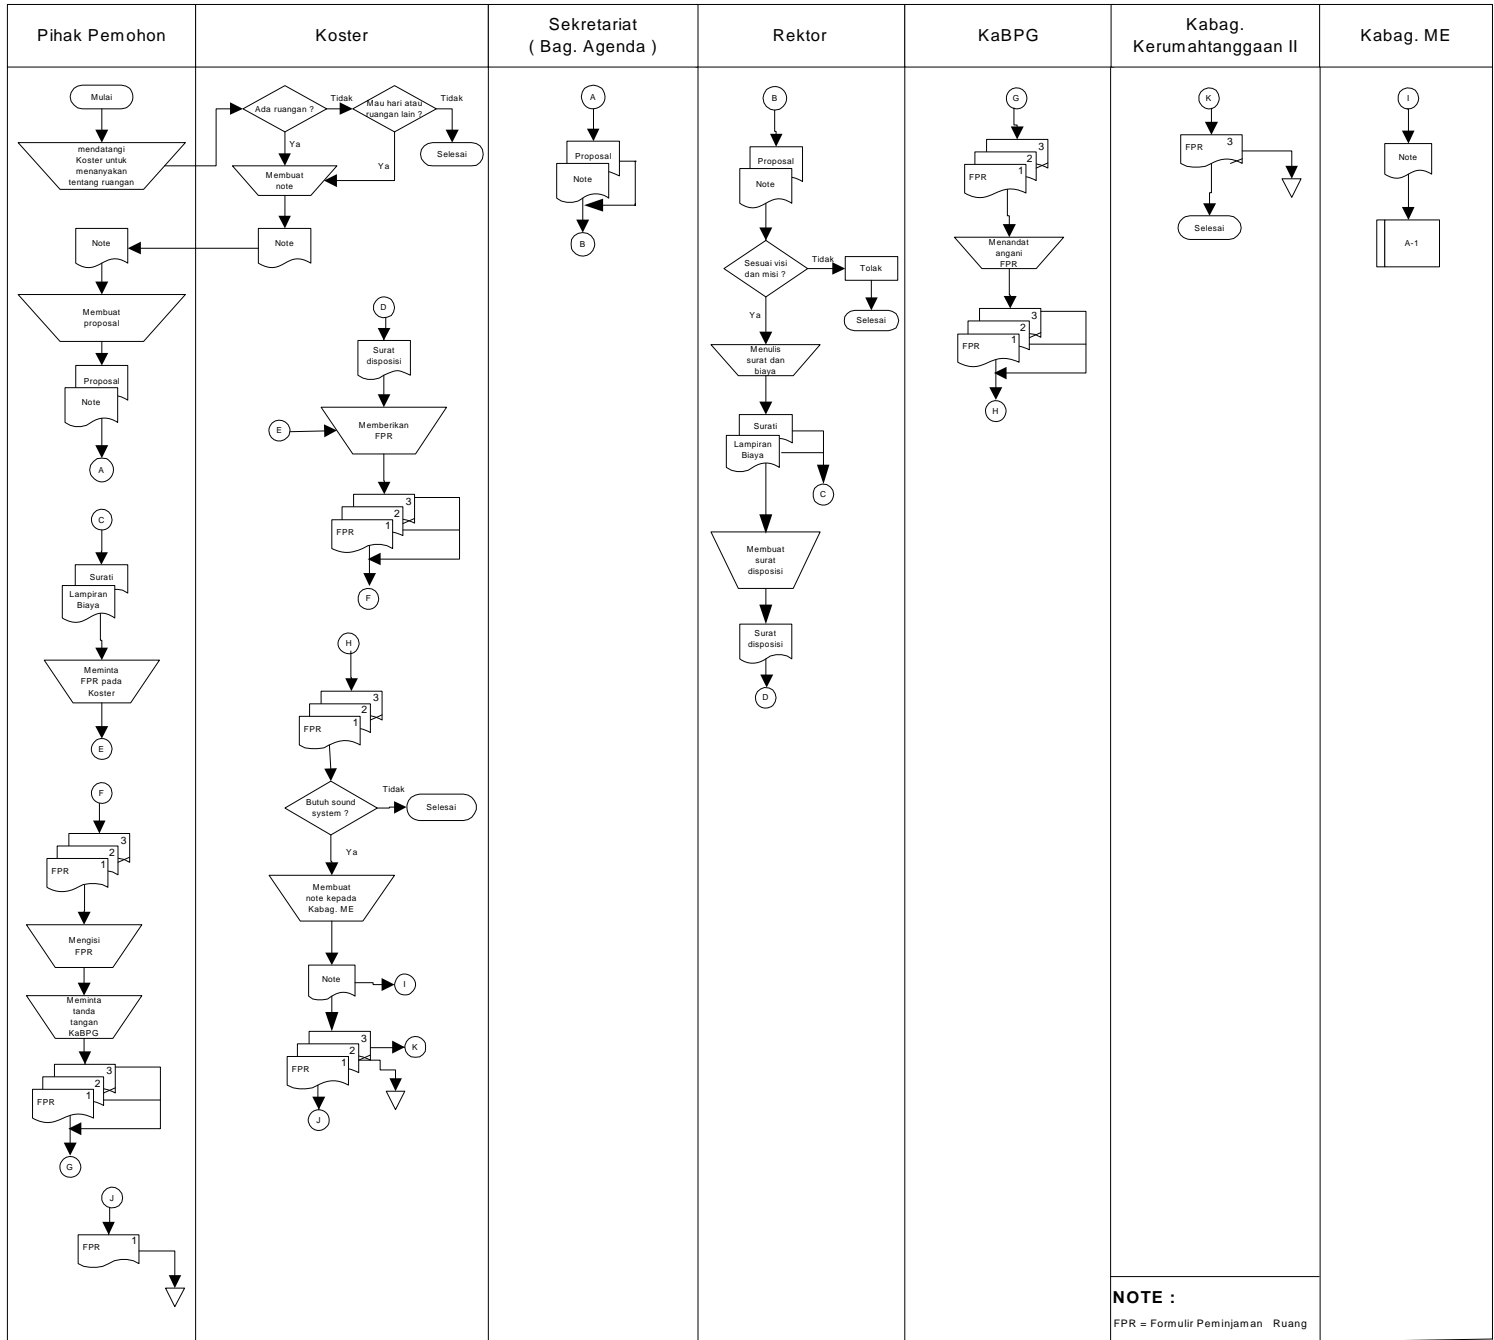 Pihak Pemohon
Koster
Sekretariat
( Bag. Agenda )
Rektor
KaBPG
Kabag.
Kerumahtanggaan II
Kabag. ME
Mulai
mendatangi
Koster untuk
menanyakan
tentang ruangan
Note
Membuat
proposal
Proposal
Note
A
C
Surati
Lampiran
Biaya
Meminta
FPR pada
Koster
E
F
3
2
1
FPR
Mengisi
FPR
Meminta
tanda
tangan
KaBPG
3
2
1
FPR
G
J
FPR
1
Ada ruangan ?
Tidak
Mau hari atau
ruangan lain ?
Tidak
Ya
Ya
Selesai
Membuat
note
Note
D
Surat
disposisi
E
Memberikan
FPR
3
2
1
FPR
F
H
3
2
1
FPR
Butuh sound
system ?
Tidak
Selesai
Ya
Membuat
note kepada
Kabag. ME
Note
I
3
2
1
FPR
K
J
A
Proposal
Note
B
B
Proposal
Note
Sesuai visi
dan misi ?
Tidak
Tolak
Selesai
Ya
Menulis
surat dan
biaya
Surati
Lampiran
Biaya
C
Membuat
surat
disposisi
Surat
disposisi
D
G
3
2
1
FPR
Menandat
angani
FPR
3
2
1
FPR
H
K
FPR
3
Selesai
NOTE :
FPR = Formulir Peminjaman Ruang
I
Note
A-1